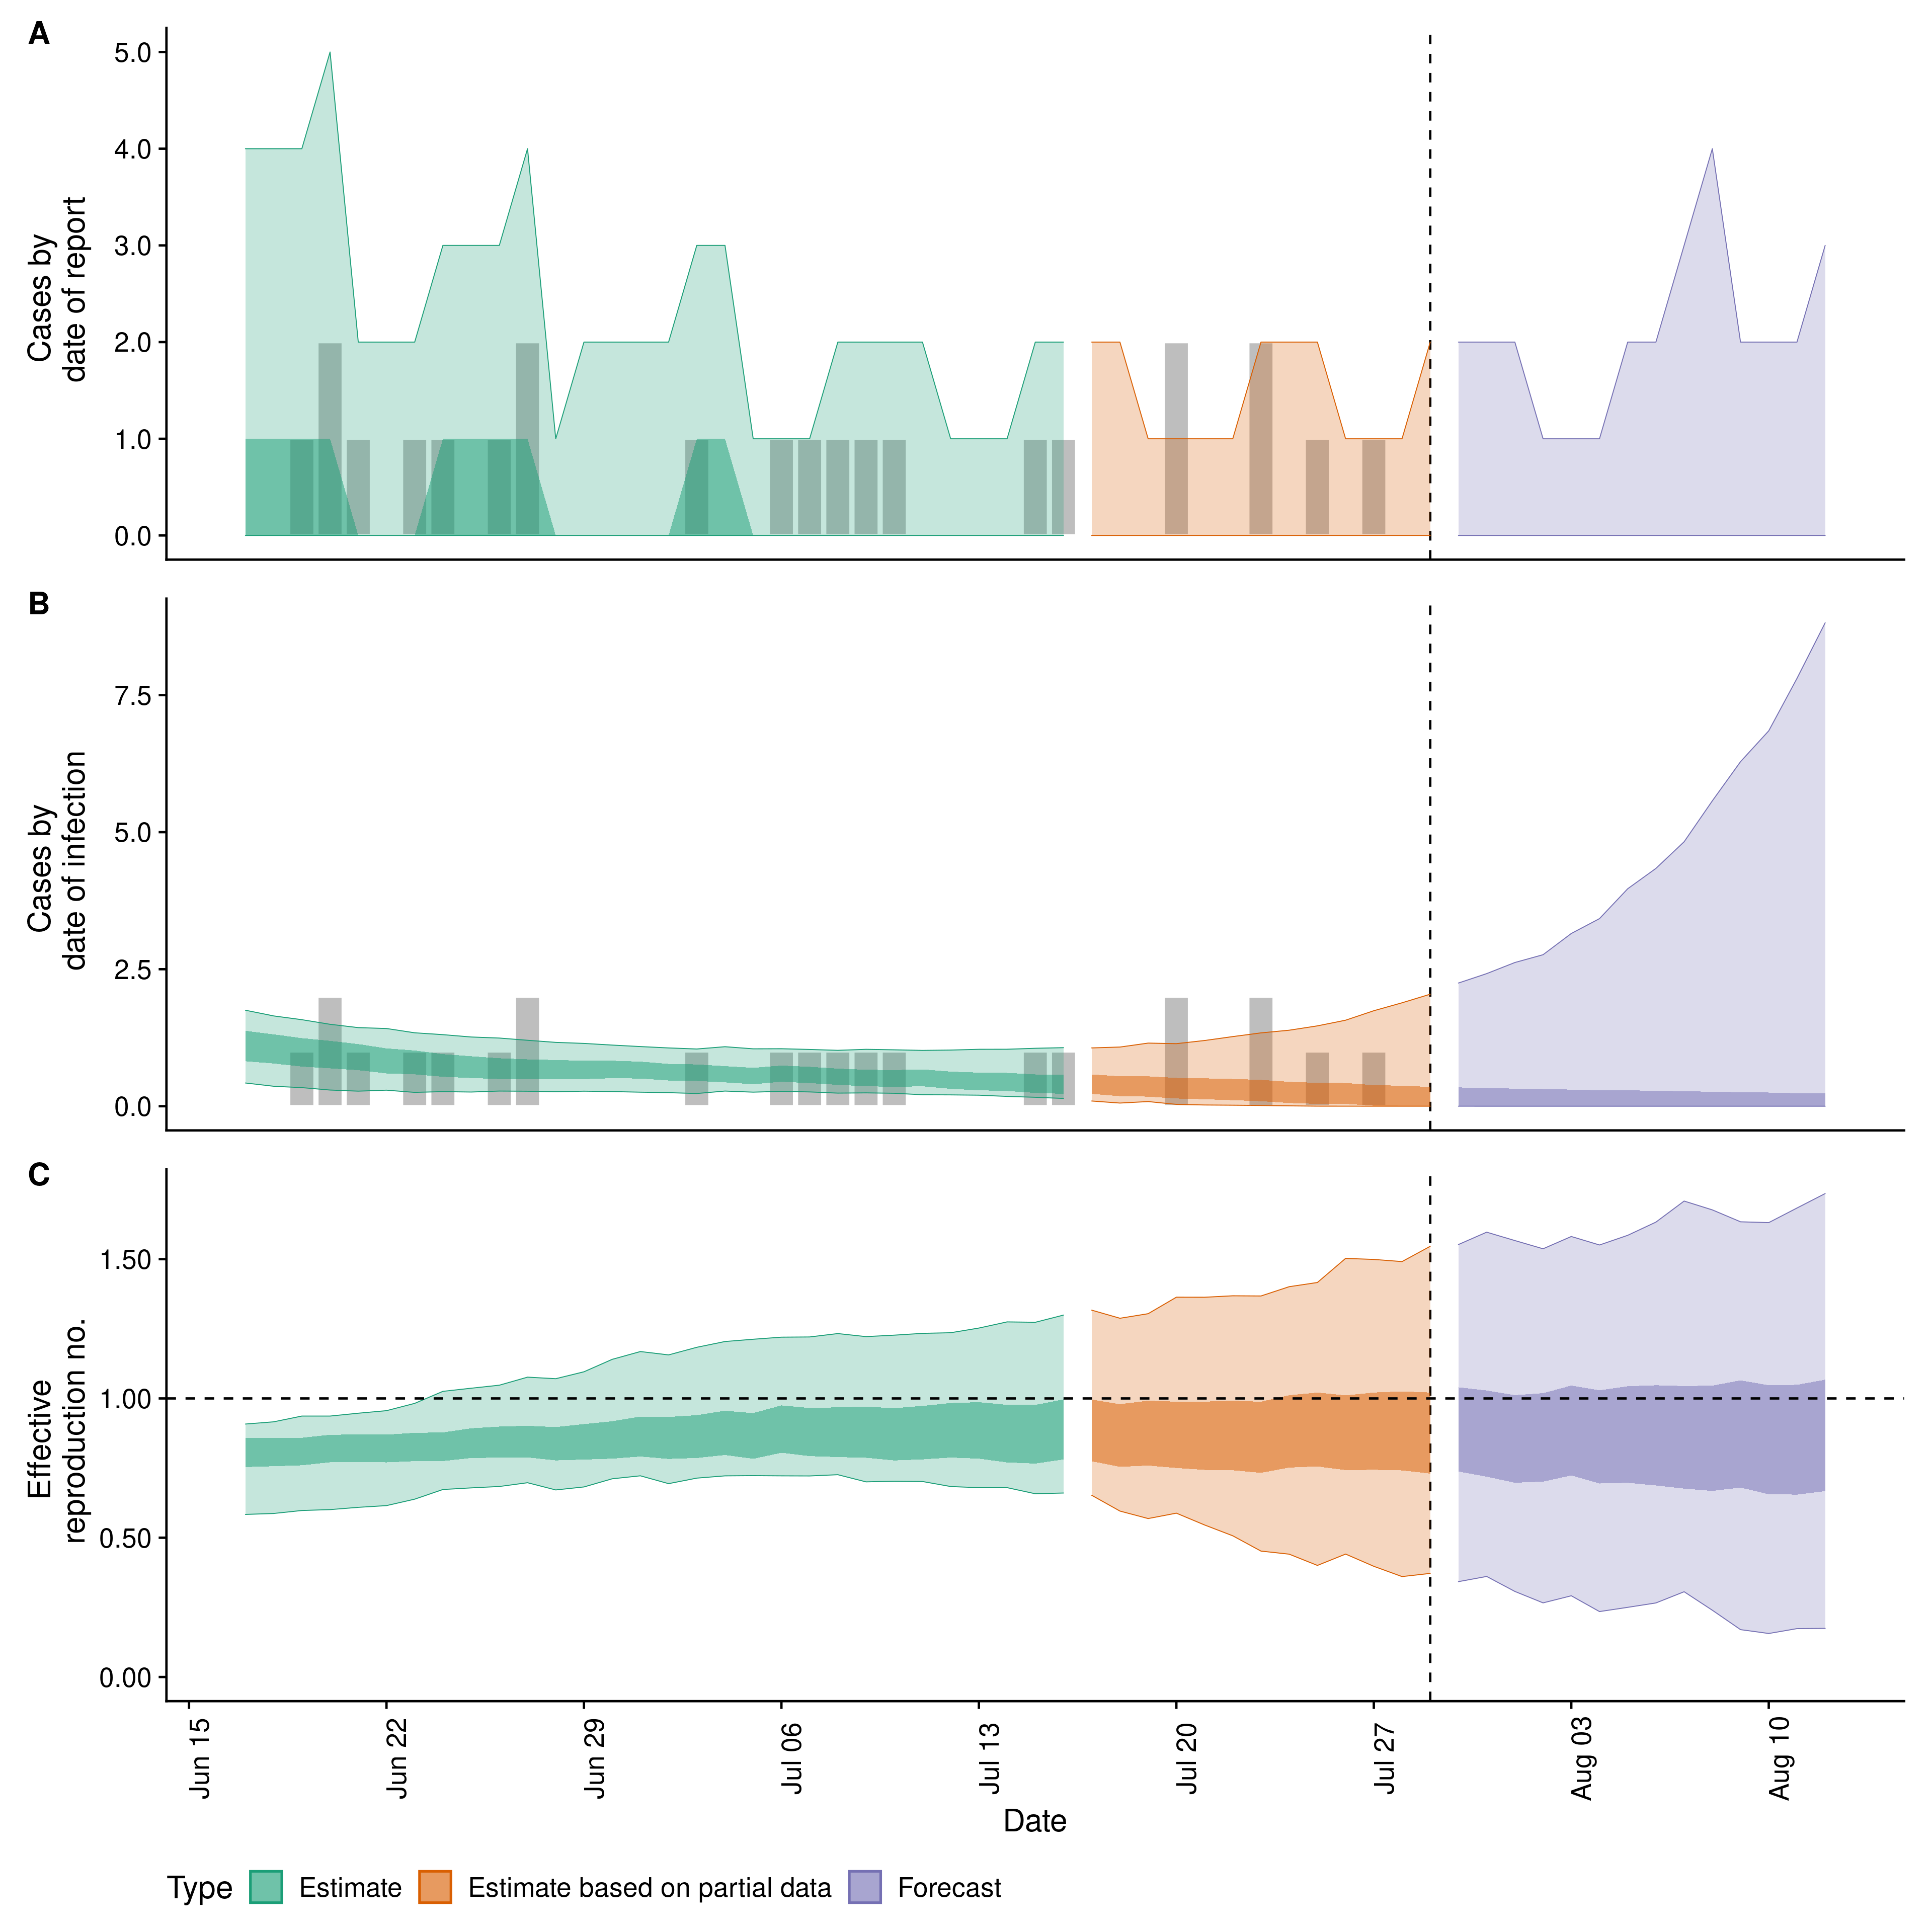 A
5.0
4.0
3.0
2.0
1.0
0.0
Cases by
date of report
B
7.5
5.0
2.5
0.0
Cases by
date of infection
C
1.50
1.00
0.50
0.00
Effective
reproduction no.
Jun 15
Jun 22
Jun 29
Jul 06
Jul 13
Jul 20
Jul 27
Aug 03
Aug 10
Date
Type
Estimate
Estimate based on partial data
Forecast